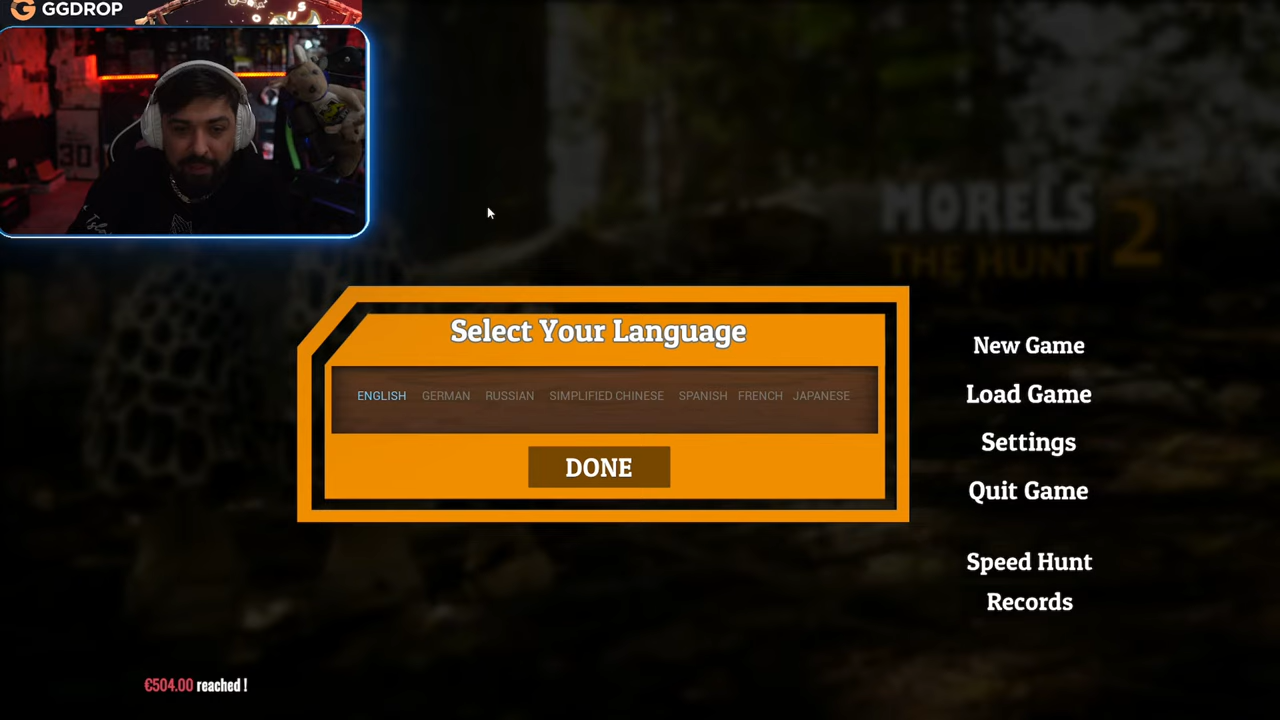 GGDROP
30
MORELS
THE HUNT 2
Select Your Language
ENGLISH GERMAN RUSSIAN SIMPLIFIED CHINESE SPANISH FRENCH JAPANESE
DONE
New Game
Load Game
Settings
Quit Game
Speed Hunt
Records
€504.00 reached !